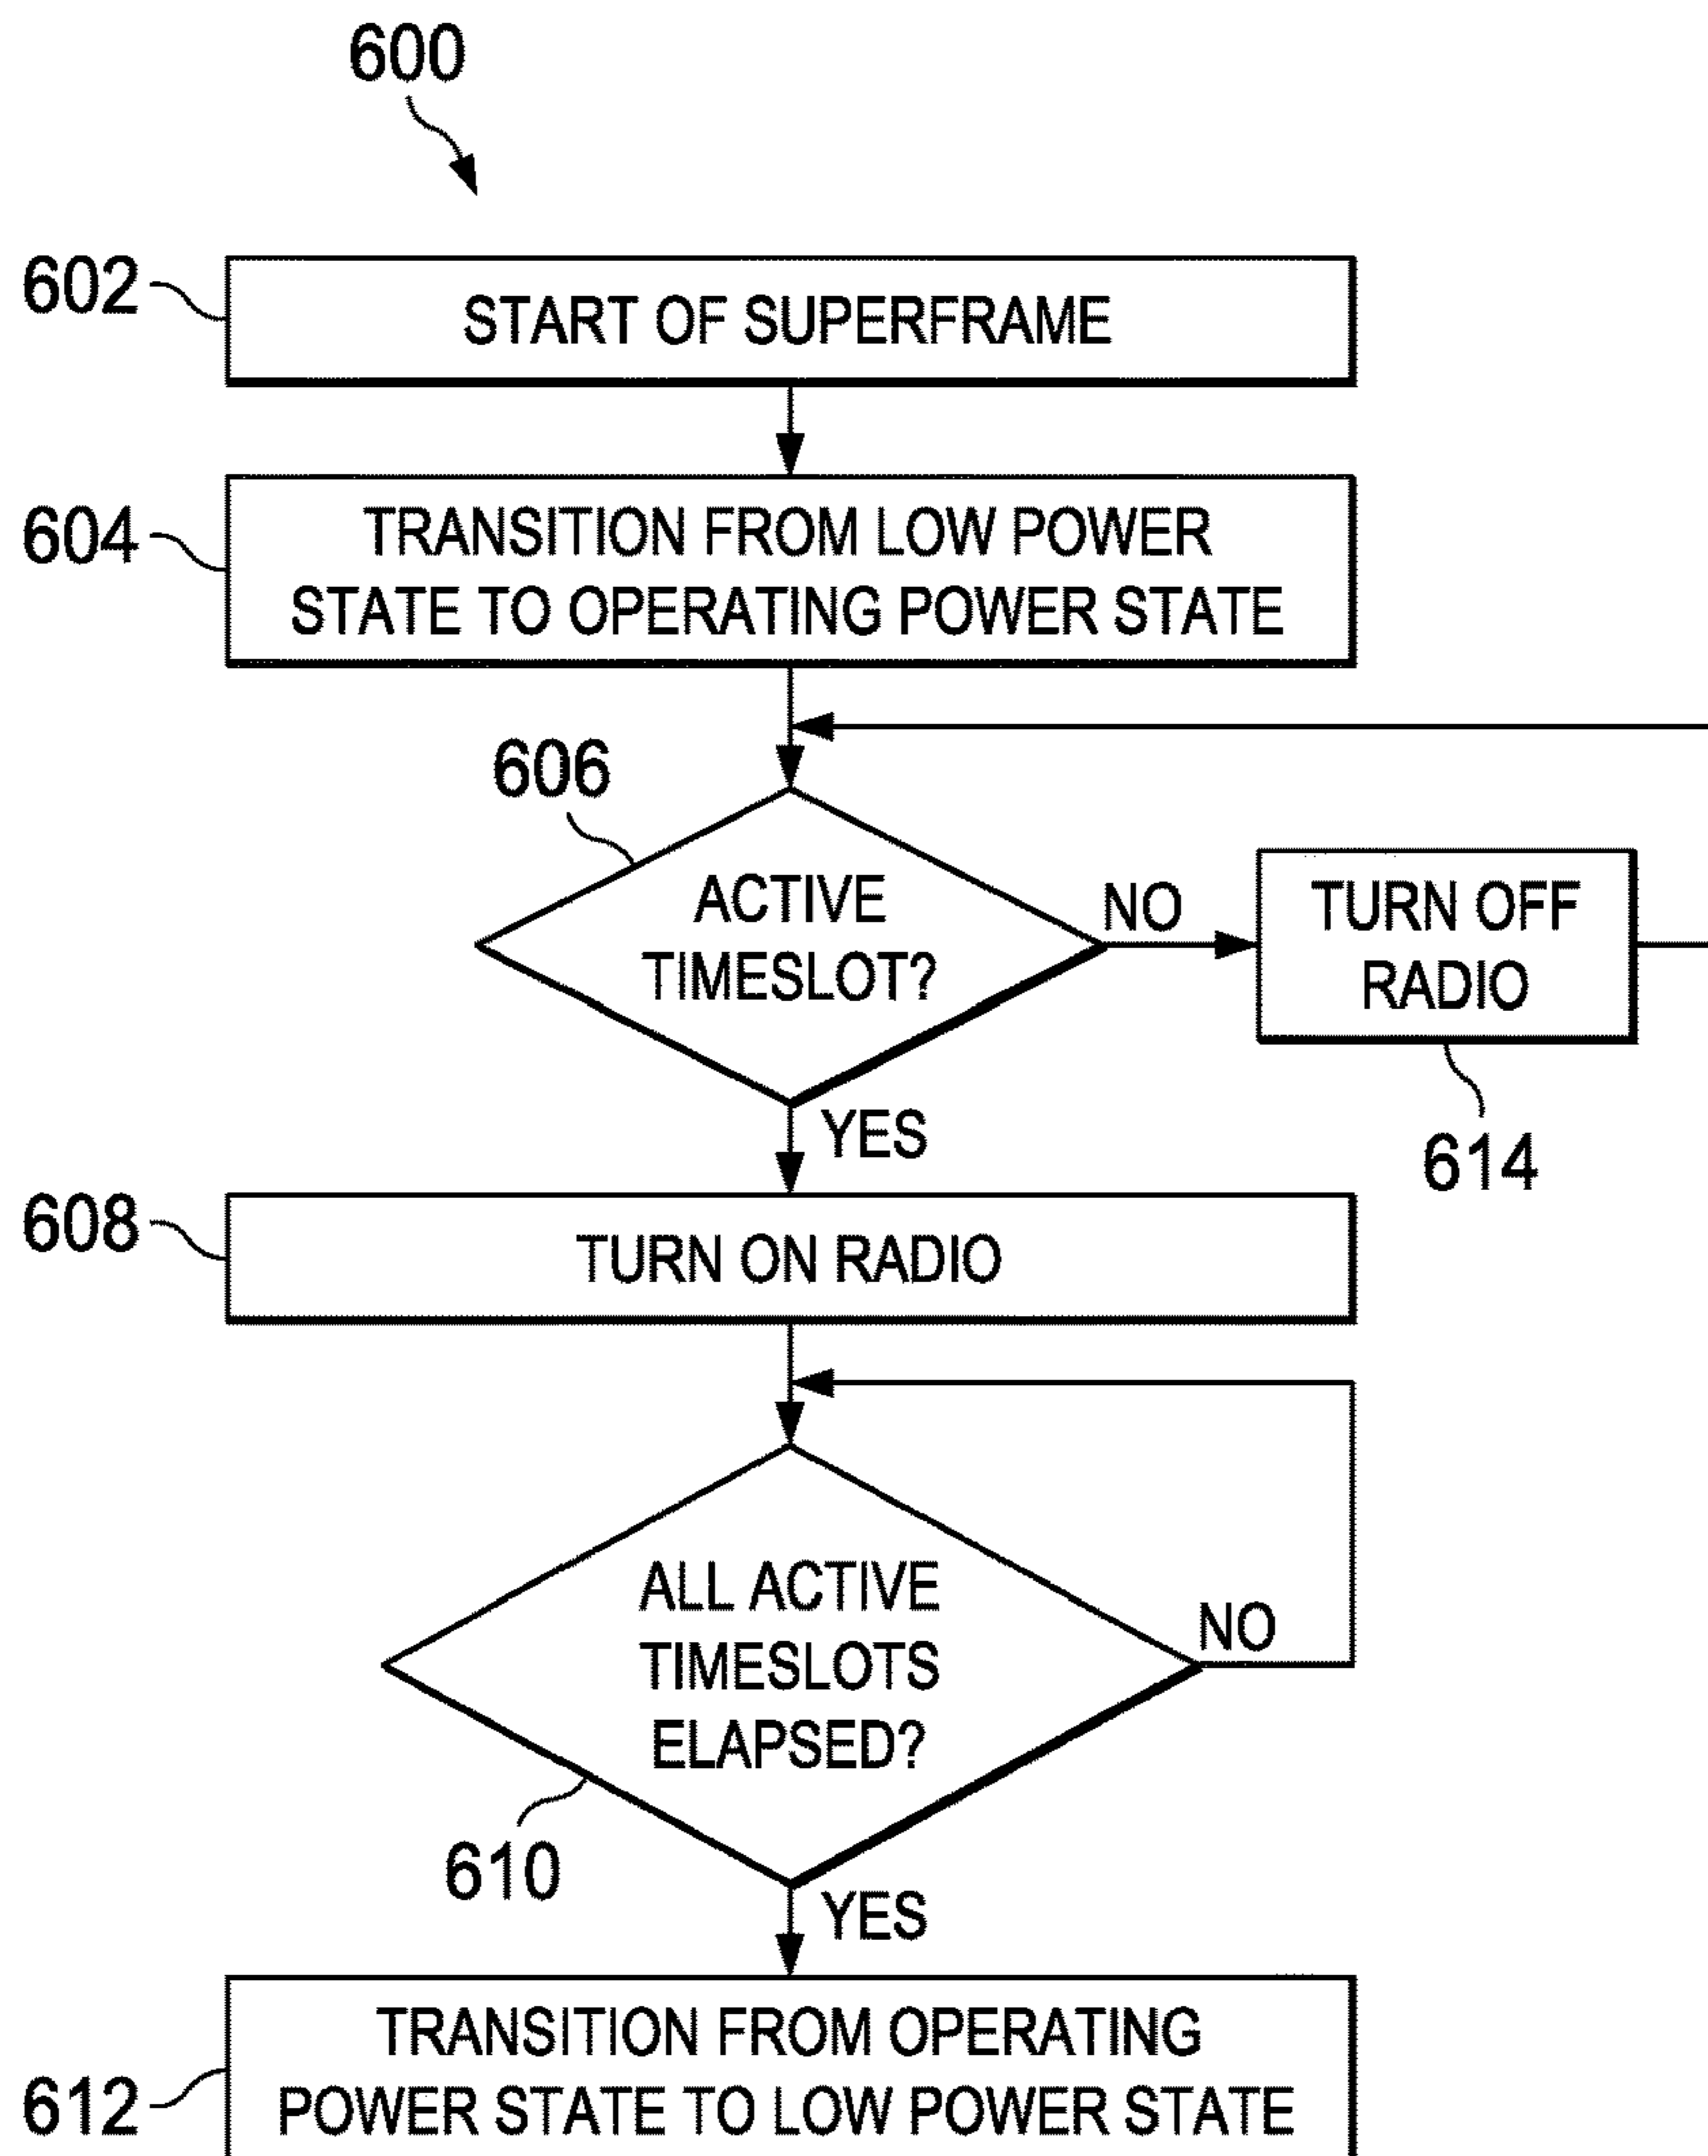 600
602
START OF SUPERFRAME
604
TRANSITION FROM LOW POWER
STATE TO OPERATING POWER STATE
606
ACTIVE
TIMESLOT?
NO
TURN OFF
RADIO
614
YES
608
TURN ON RADIO
ALL ACTIVE
TIMESLOTS
ELAPSED?
NO
610
YES
612
TRANSITION FROM OPERATING
POWER STATE TO LOW POWER STATE